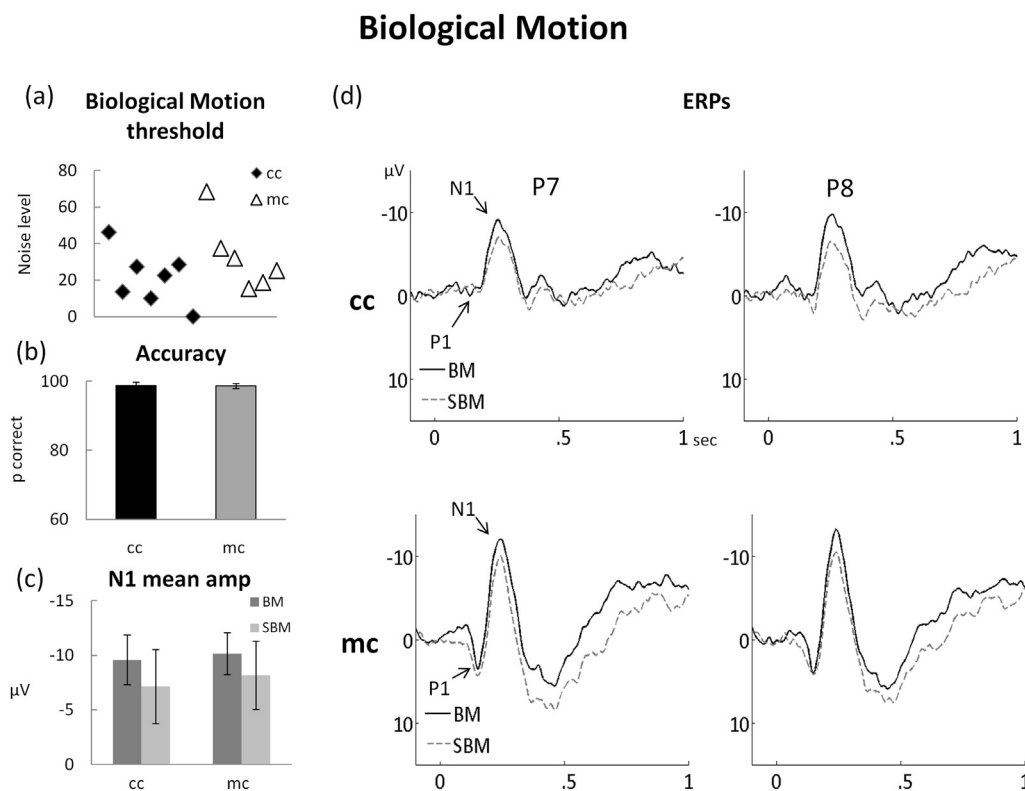 Biological Motion
(a)
Biological Motion
threshold
80
60
40
20
0
Noise level
cc
mc
(b)
Accuracy
100
80
60
p correct
cc
mc
(c)
N1 mean amp
-15
-10
-5
0
µV
BM
SBM
cc
mc
(d)
ERPs
cc
µV
-10
0
10
N1
P7
P1
BM
SBM
0
.5
1 sec
P8
-10
0
10
0
.5
1
mc
-10
0
10
N1
P1
BM
SBM
0
.5
1
-10
0
10
0
.5
1